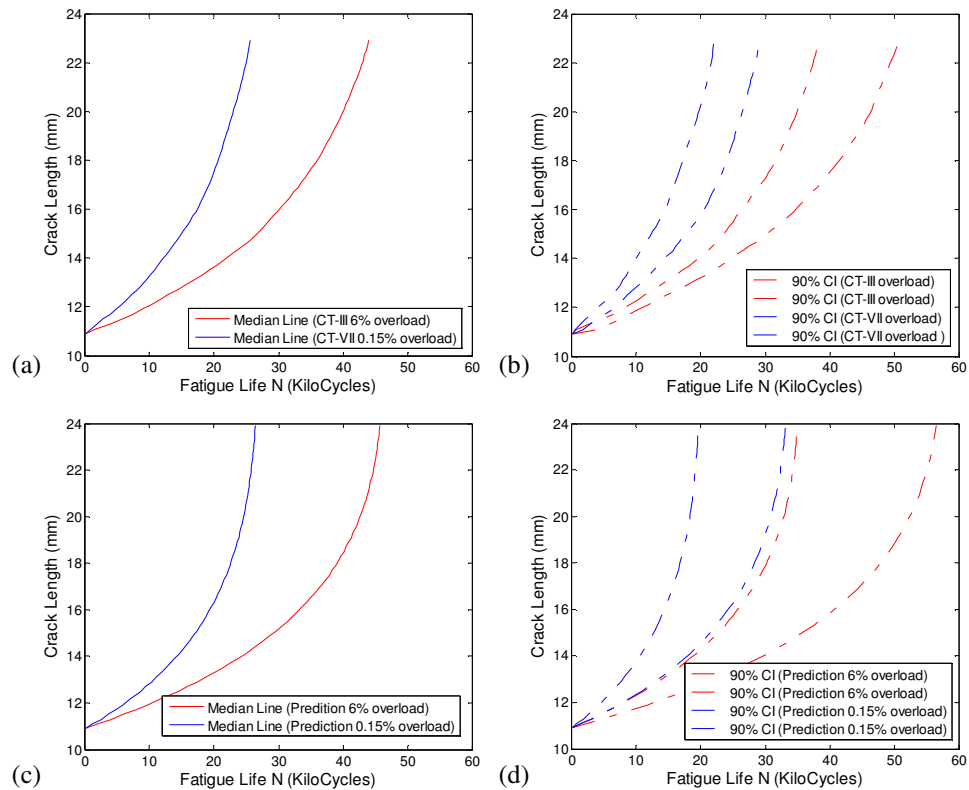 24
22
20
18
16
14
12
10
Crack Length (mm)
Median Line (CT-III 6% overload)
Median Line (CT-VII 0.15% overload)
0 10 20 30 40 50 60
Fatigue Life N (KiloCycles)
(a)
24
22
20
18
16
14
12
10
Crack Length (mm)
90% CI (CT-III overload)
90% CI (CT-III overload)
90% CI (CT-VII overload)
90% CI (CT-VII overload )
0 10 20 30 40 50 60
Fatigue Life N (KiloCycles)
(b)
24
22
20
18
16
14
12
10
Crack Length (mm)
Median Line (Predition 6% overload)
Median Line (Prediction 0.15% overload)
0 10 20 30 40 50 60
Fatigue Life N (KiloCycles)
(c)
24
22
20
18
16
14
12
10
Crack Length (mm)
90% CI (Prediction 6% overload)
90% CI (Prediction 6% overload)
90% CI (Prediction 0.15% overload)
90% CI (Prediction 0.15% overload)
0 10 20 30 40 50 60
Fatigue Life N (KiloCycles)
(d)